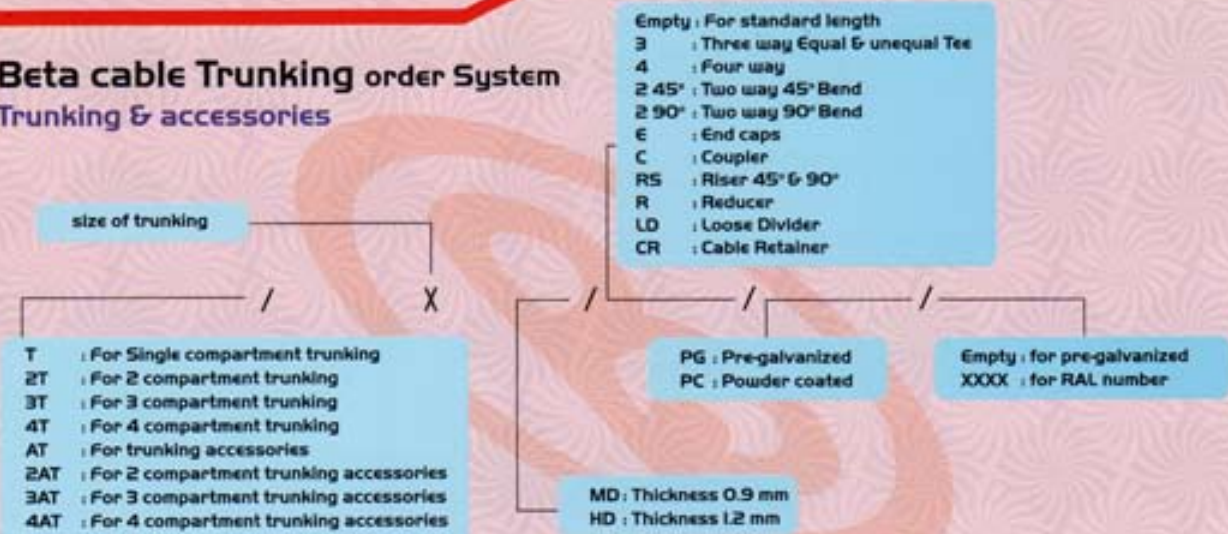 Empty : For standard length
3 : Three way Equal & unequal Tee
4 : Four way
2 45° : Two way 45° Bend
2 90° : Two way 90° Bend
E : End caps
C : Coupler
RS : Riser 45° & 90°
R : Reducer
LD : Loose Divider
CR : Cable Retainer
Beta cable Trunking order System
Trunking & accessories
size of trunking
/ X / / /
T : For Single compartment trunking
2T : For 2 compartment trunking
3T : For 3 compartment trunking
4T : For 4 compartment trunking
AT : For trunking accessories
2AT : For 2 compartment trunking accessories
3AT : For 3 compartment trunking accessories
4AT : For 4 compartment trunking accessories
PG : Pre-galvanized
PC : Powder coated
Empty : for pre-galvanized
XXXX : for RAL number
MD : Thickness 0.9 mm
HD : Thickness 1.2 mm